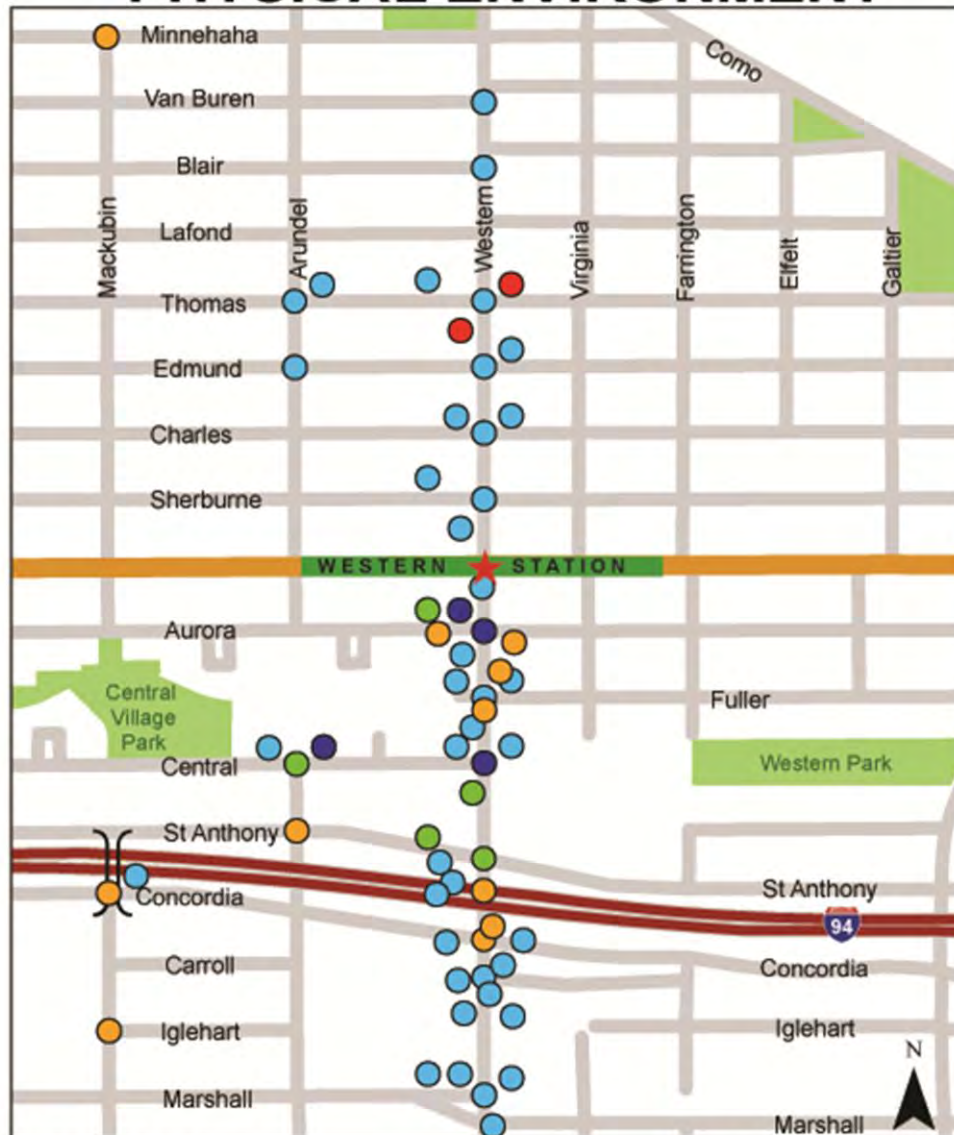 PHYSICAL ENVIRONMENT
Minnehaha
Como
Van Buren
Blair
Mackubin
Arundel
Western
Virginia
Farrington
Elfelt
Galtier
Lafond
Thomas
Edmund
Charles
Sherburne
WESTERN STATION
Aurora
Central
Village
Park
Fuller
Central
Western Park
St Anthony
St Anthony
Concordia
94
Carroll
Concordia
Iglehart
Iglehart
N
Marshall
Marshall